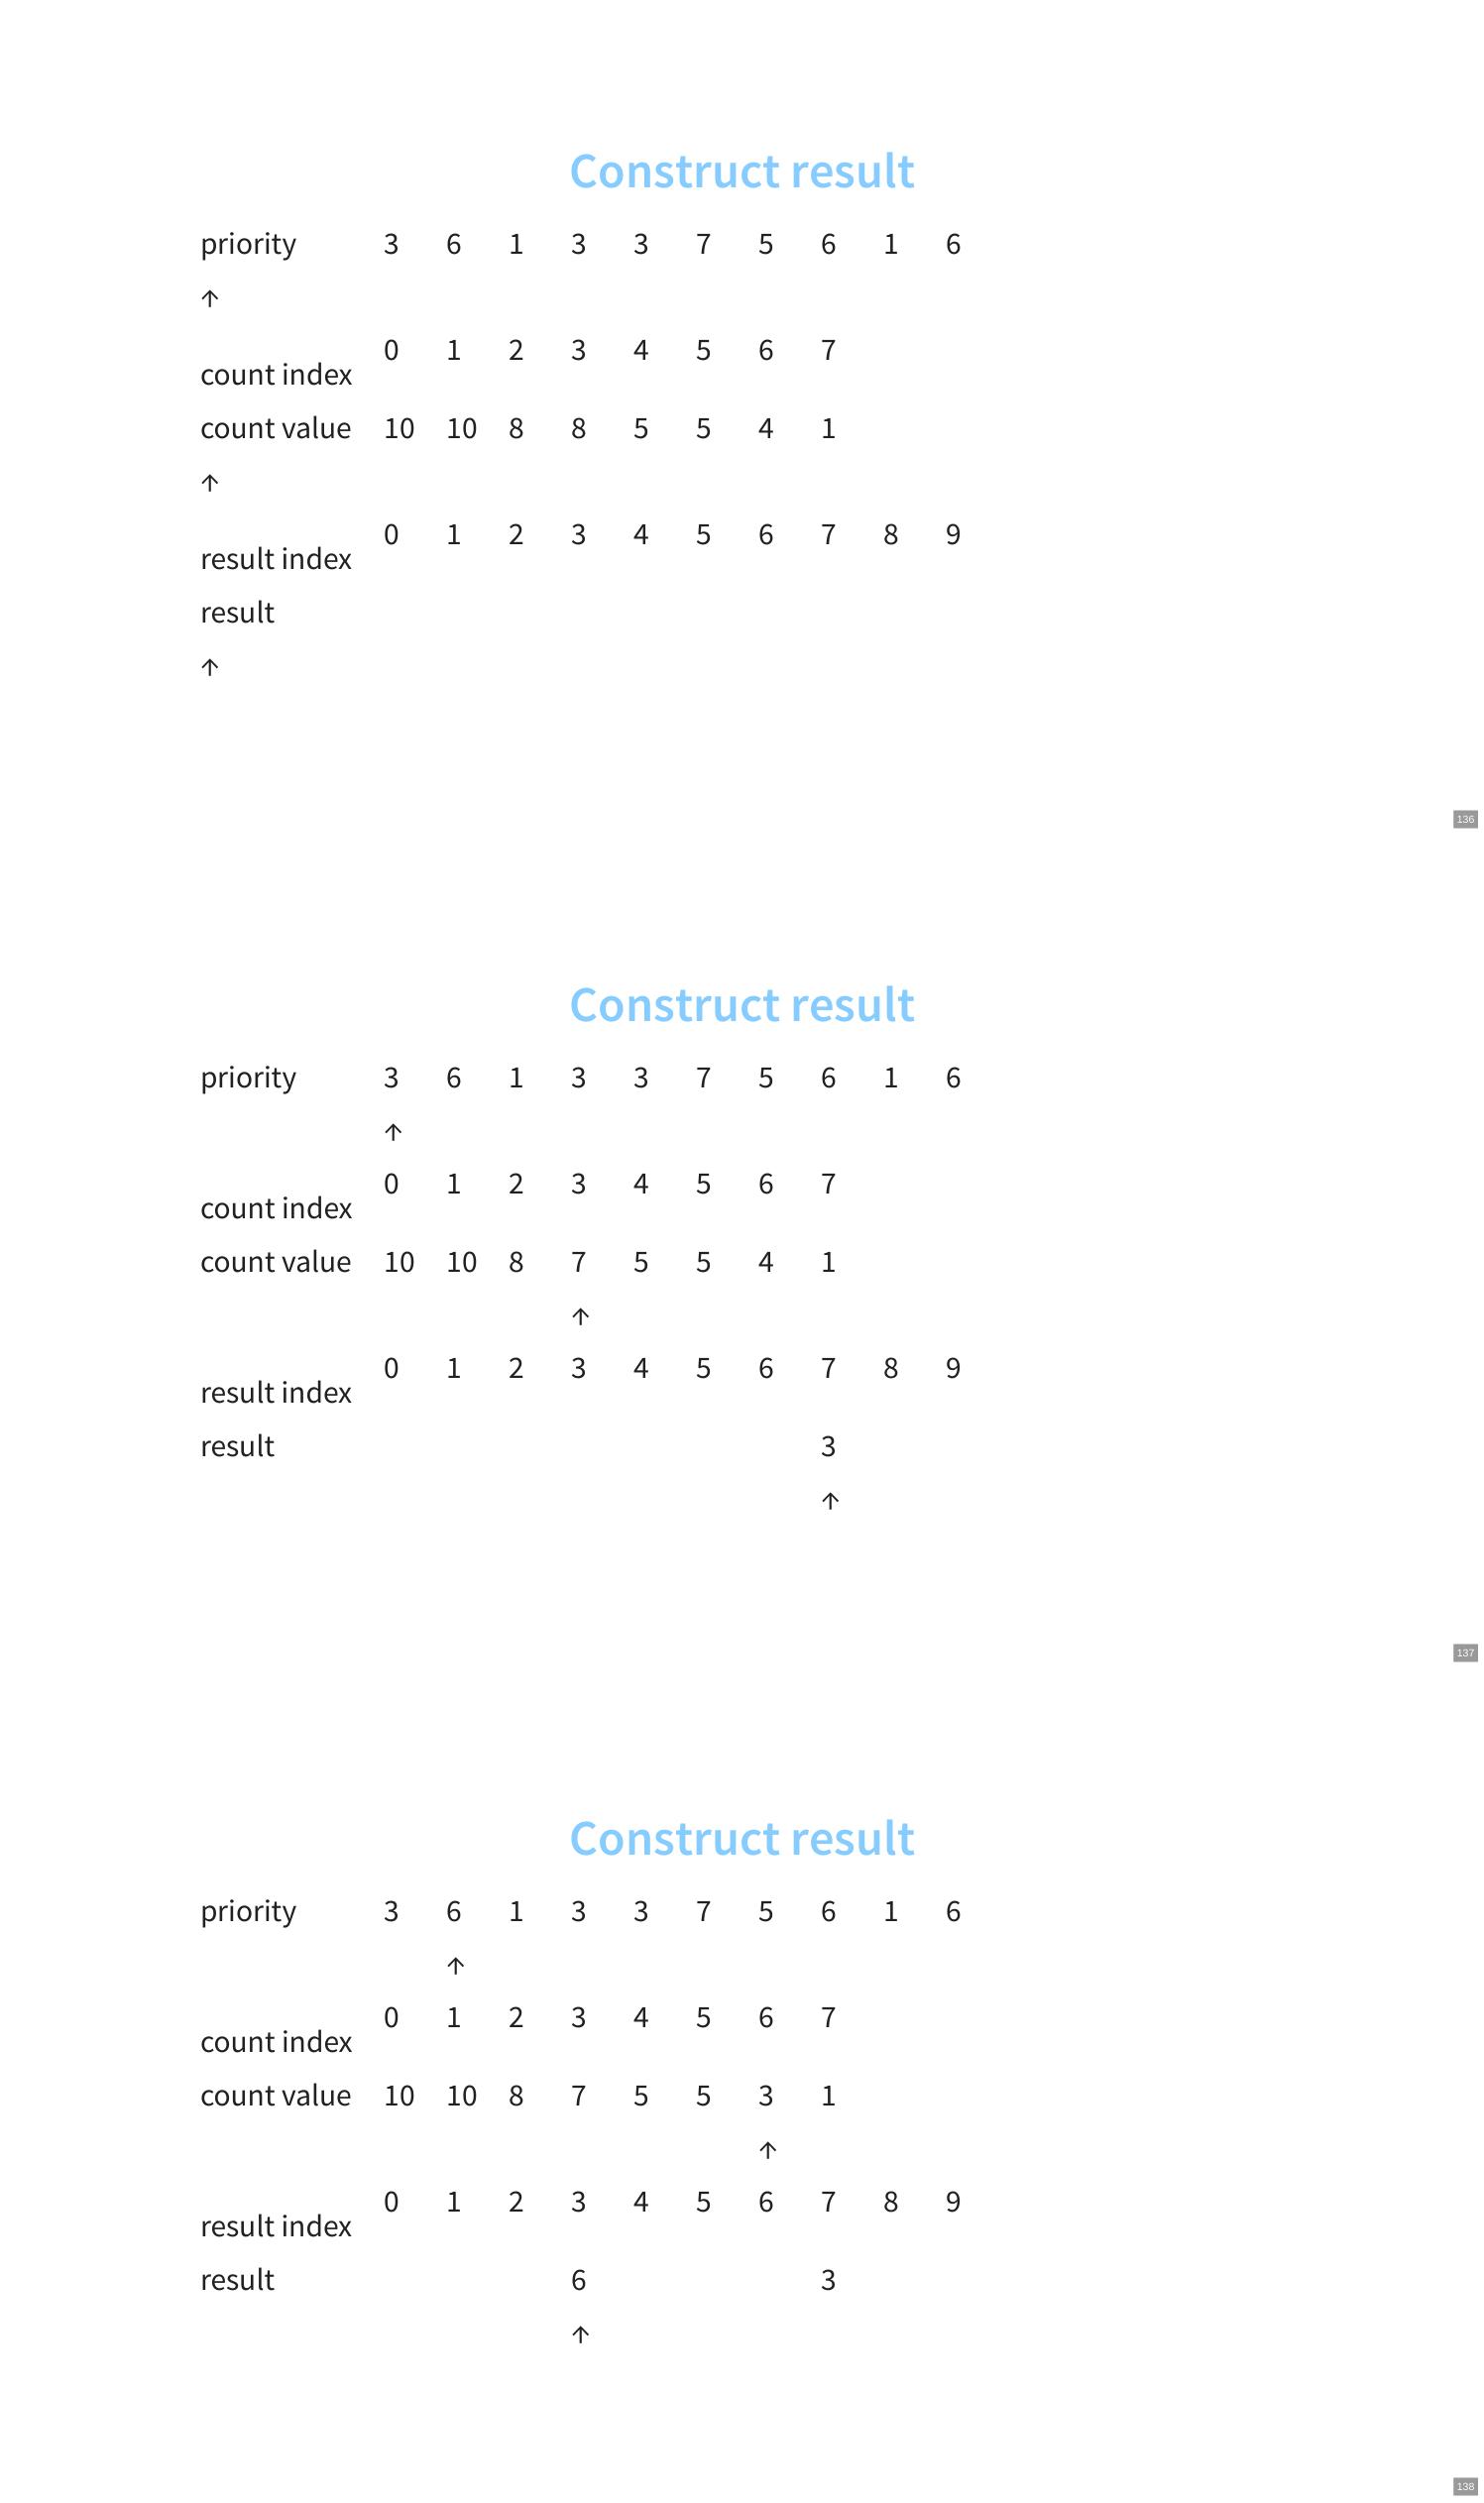 Construct result
priority 3 6 1 3 3 7 5 6 1 6
↑
0 1 2 3 4 5 6 7
count index
count value 10 10 8 8 5 5 4 1
↑
0 1 2 3 4 5 6 7 8 9
result index
result
↑
136
Construct result
priority 3 6 1 3 3 7 5 6 1 6
↑
0 1 2 3 4 5 6 7
count index
count value 10 10 8 7 5 5 4 1
↑
0 1 2 3 4 5 6 7 8 9
result index
result 3
↑
137
Construct result
priority 3 6 1 3 3 7 5 6 1 6
↑
0 1 2 3 4 5 6 7
count index
count value 10 10 8 7 5 5 3 1
↑
0 1 2 3 4 5 6 7 8 9
result index
result 6 3
↑
138